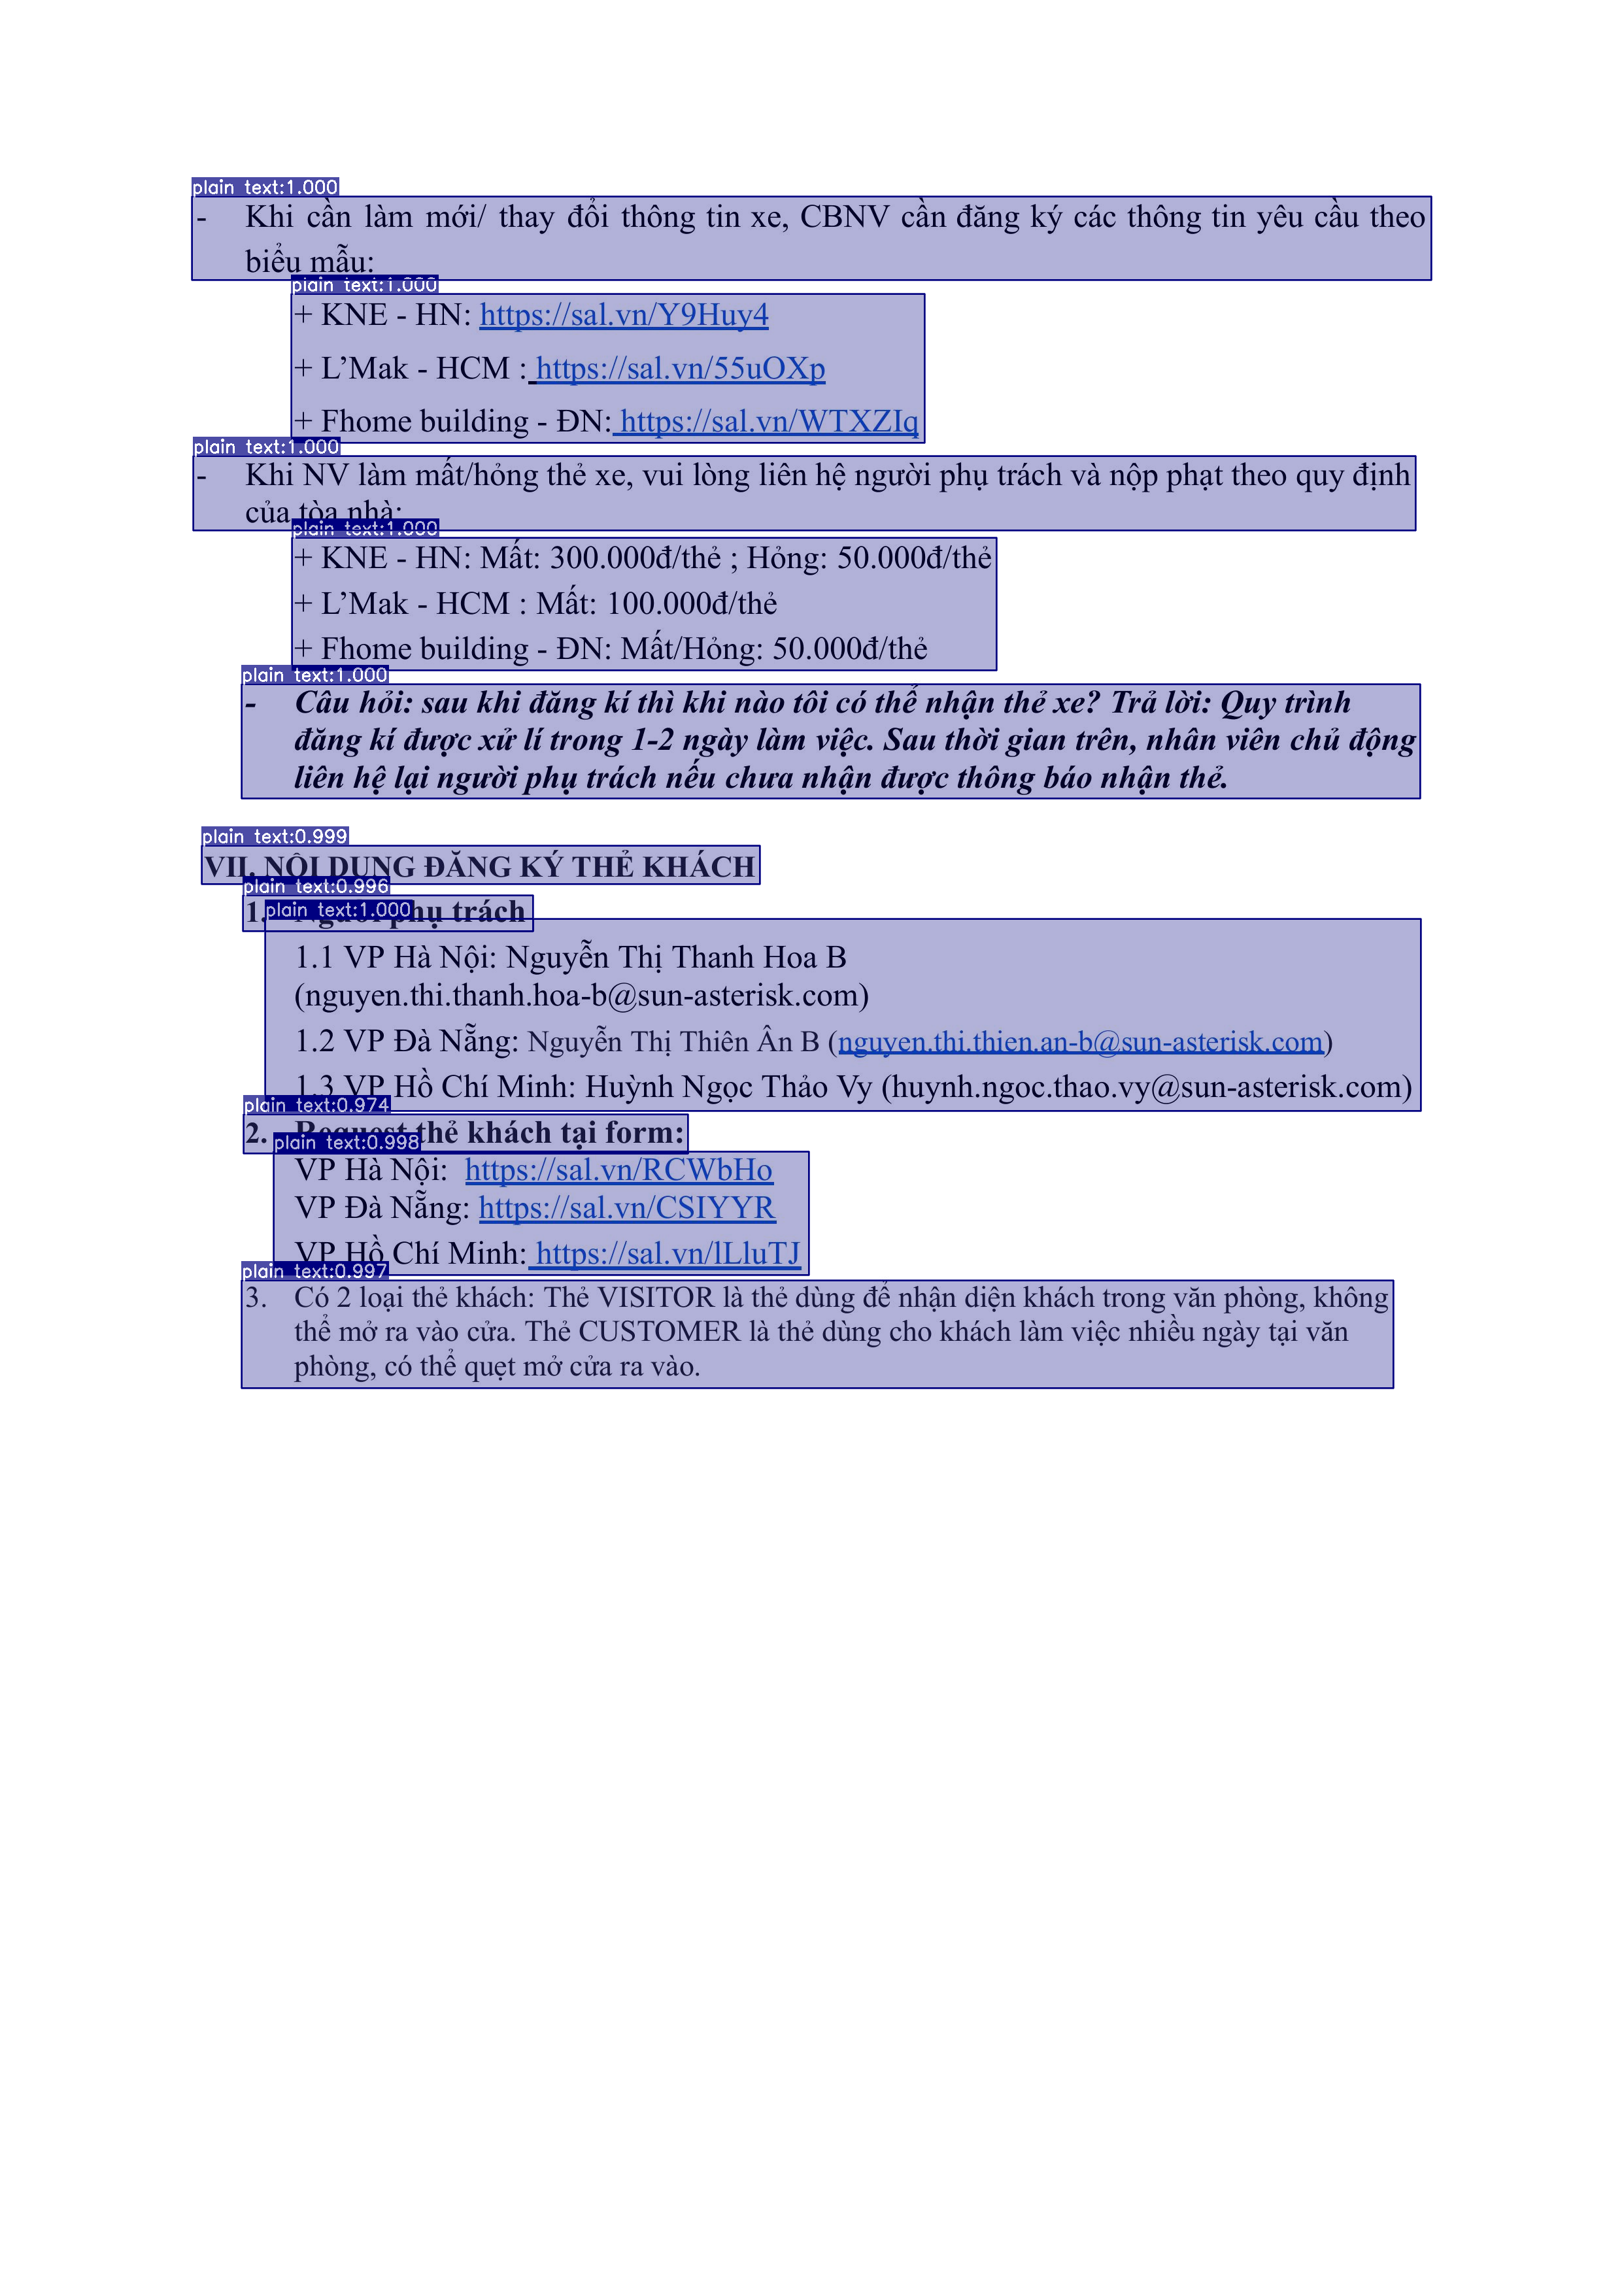 plain text:1.000
- Khi cần làm mới/ thay đổi thông tin xe, CBNV cần đăng ký các thông tin yêu cầu theo
biểu mẫu:
plain text:1.000
+ KNE - HN: https://sal.vn/Y9Huy4
+ L’Mak - HCM : https://sal.vn/55uOXp
+ Fhome building - ĐN: https://sal.vn/WTXZIq
plain text:1.000
- Khi NV làm mất/hỏng thẻ xe, vui lòng liên hệ người phụ trách và nộp phạt theo quy định
của tòa nhà:
plain text:1.000
+ KNE - HN: Mất: 300.000đ/thẻ ; Hỏng: 50.000đ/thẻ
+ L’Mak - HCM : Mất: 100.000đ/thẻ
+ Fhome building - ĐN: Mất/Hỏng: 50.000đ/thẻ
plain text:1.000
- Câu hỏi: sau khi đăng kí thì khi nào tôi có thể nhận thẻ xe? Trả lời: Quy trình
đăng kí được xử lí trong 1-2 ngày làm việc. Sau thời gian trên, nhân viên chủ động
liên hệ lại người phụ trách nếu chưa nhận được thông báo nhận thẻ.
plain text:0.999
VII. NỘI DUNG ĐĂNG KÝ THẺ KHÁCH
plain text:0.996
1. Người phụ trách
plain text:1.000
1.1 VP Hà Nội: Nguyễn Thị Thanh Hoa B
(nguyen.thi.thanh.hoa-b@sun-asterisk.com)
1.2 VP Đà Nẵng: Nguyễn Thị Thiên Ân B (nguyen.thi.thien.an-b@sun-asterisk.com)
1.3 VP Hồ Chí Minh: Huỳnh Ngọc Thảo Vy (huynh.ngoc.thao.vy@sun-asterisk.com)
plain text:0.974
2. Request thẻ khách tại form:
plain text:0.998
VP Hà Nội: https://sal.vn/RCWbHo
VP Đà Nẵng: https://sal.vn/CSIYYR
VP Hồ Chí Minh: https://sal.vn/lLluTJ
plain text:0.997
3. Có 2 loại thẻ khách: Thẻ VISITOR là thẻ dùng để nhận diện khách trong văn phòng, không
thể mở ra vào cửa. Thẻ CUSTOMER là thẻ dùng cho khách làm việc nhiều ngày tại văn
phòng, có thể quẹt mở cửa ra vào.